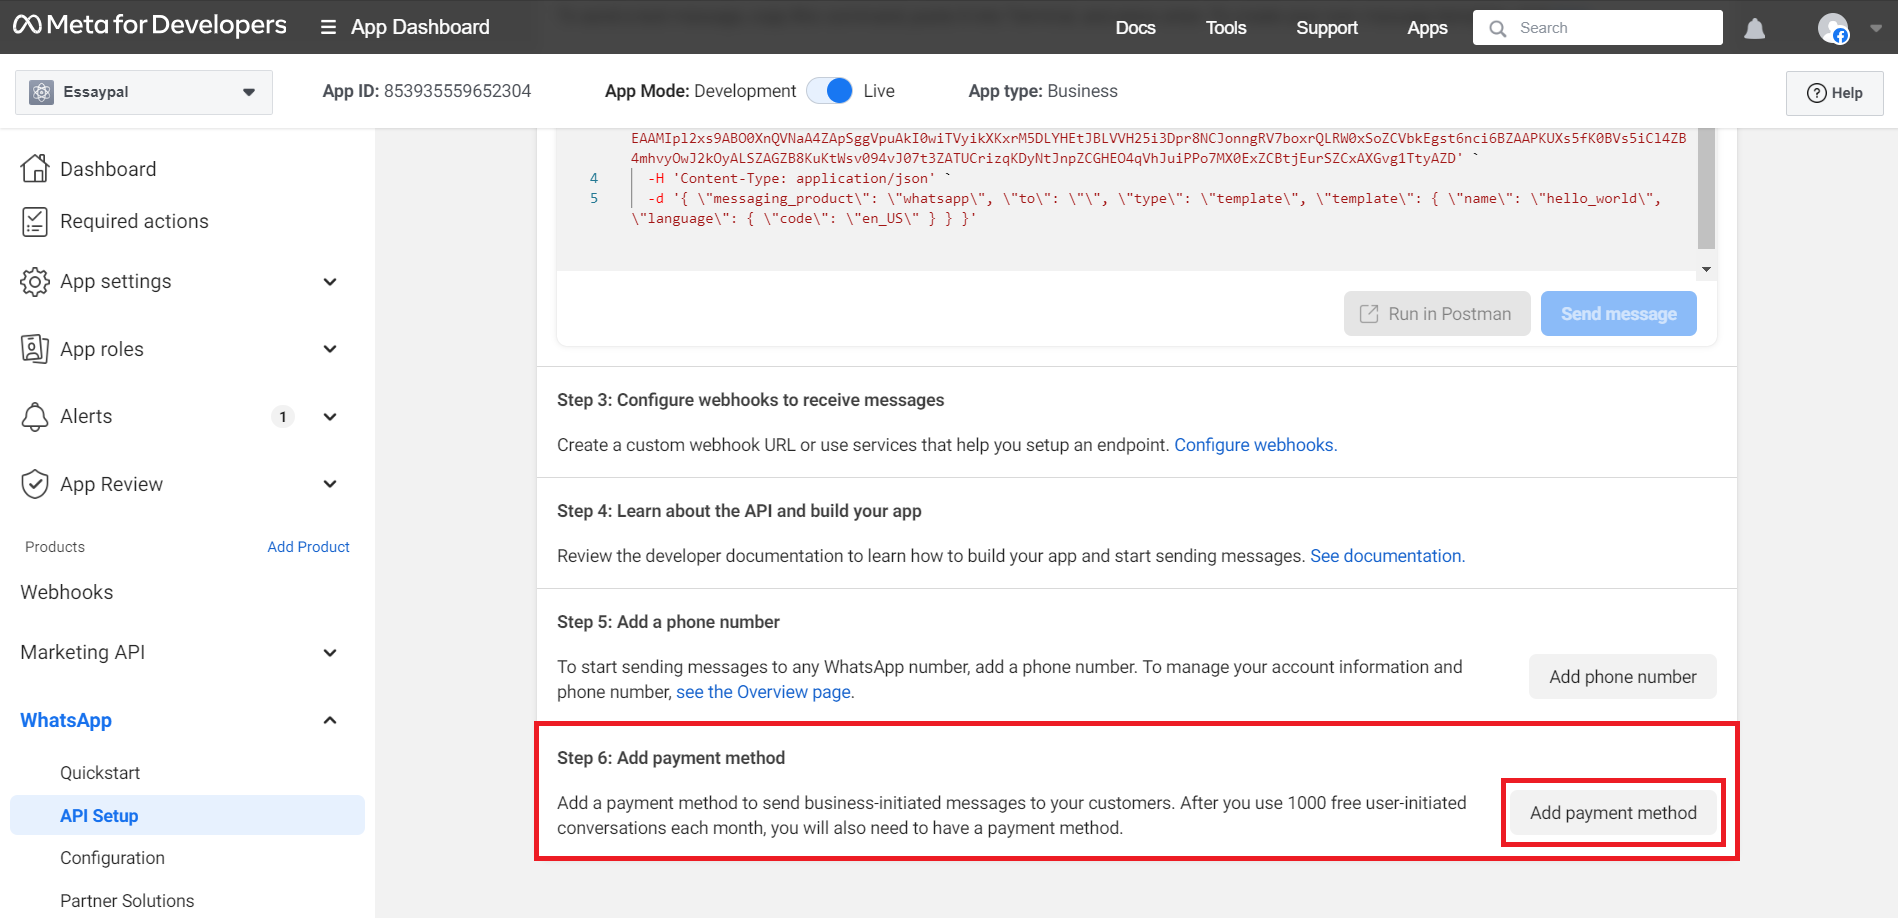 Meta for Developers
App Dashboard
Docs
Tools
Support
Apps
Search
Essaypal
App ID: 853935559652304
App Mode: Development
Live
App type: Business
Help
Dashboard
Required actions
App settings
App roles
Alerts
1
App Review
Products
Add Product
Webhooks
Marketing API
WhatsApp
Quickstart
API Setup
Configuration
Partner Solutions
EAAMIpl2xs9ABO0XnQVNaA4ZApSggVpuAkI0wiTVyikXKxrM5DLYHEtJBLVVH25i3Dpr8NCJonngRV7boxrQLRW0xSoZCVbkEgst6nci6BZAAPKUXs5fK0BVs5iCl4ZB
4mhvyOwJ2kOyALSZAGZB8KuKtWsv094vJ07t3ZATUCrizqKDyNtJnpZCGHEO4qVhJuiPPo7MX0ExZCBtjEurSZCxAXGvg1TtyAZD' `
4 -H 'Content-Type: application/json' `
5 -d '{ \"messaging_product\": \"whatsapp\", \"to\": \"\", \"type\": \"template\", \"template\": { \"name\": \"hello_world\",
\"language\": { \"code\": \"en_US\" } } }'
Run in Postman
Send message
Step 3: Configure webhooks to receive messages
Create a custom webhook URL or use services that help you setup an endpoint. Configure webhooks.
Step 4: Learn about the API and build your app
Review the developer documentation to learn how to build your app and start sending messages. See documentation.
Step 5: Add a phone number
To start sending messages to any WhatsApp number, add a phone number. To manage your account information and
phone number, see the Overview page.
Add phone number
Step 6: Add payment method
Add a payment method to send business-initiated messages to your customers. After you use 1000 free user-initiated
conversations each month, you will also need to have a payment method.
Add payment method